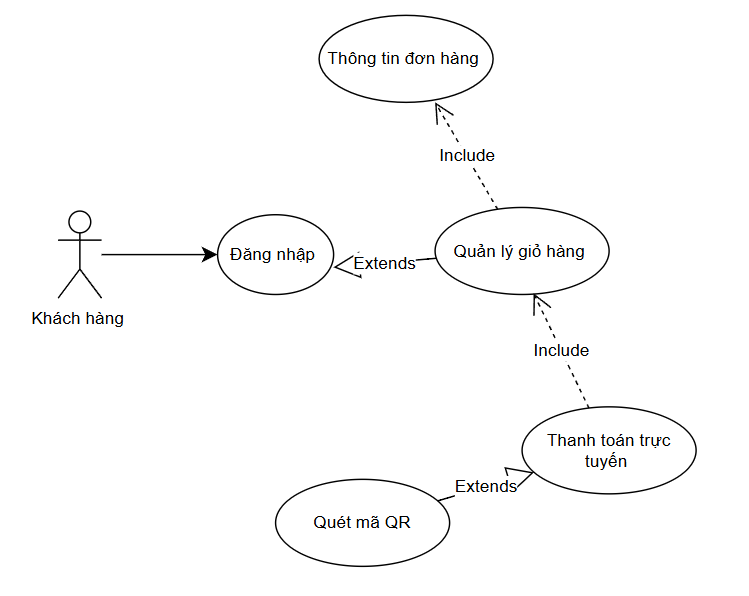 Thông tin đơn hàng
Include
Đăng nhập
Extends
Quản lý giỏ hàng
Khách hàng
Include
Thanh toán trực
tuyến
Extends
Quét mã QR